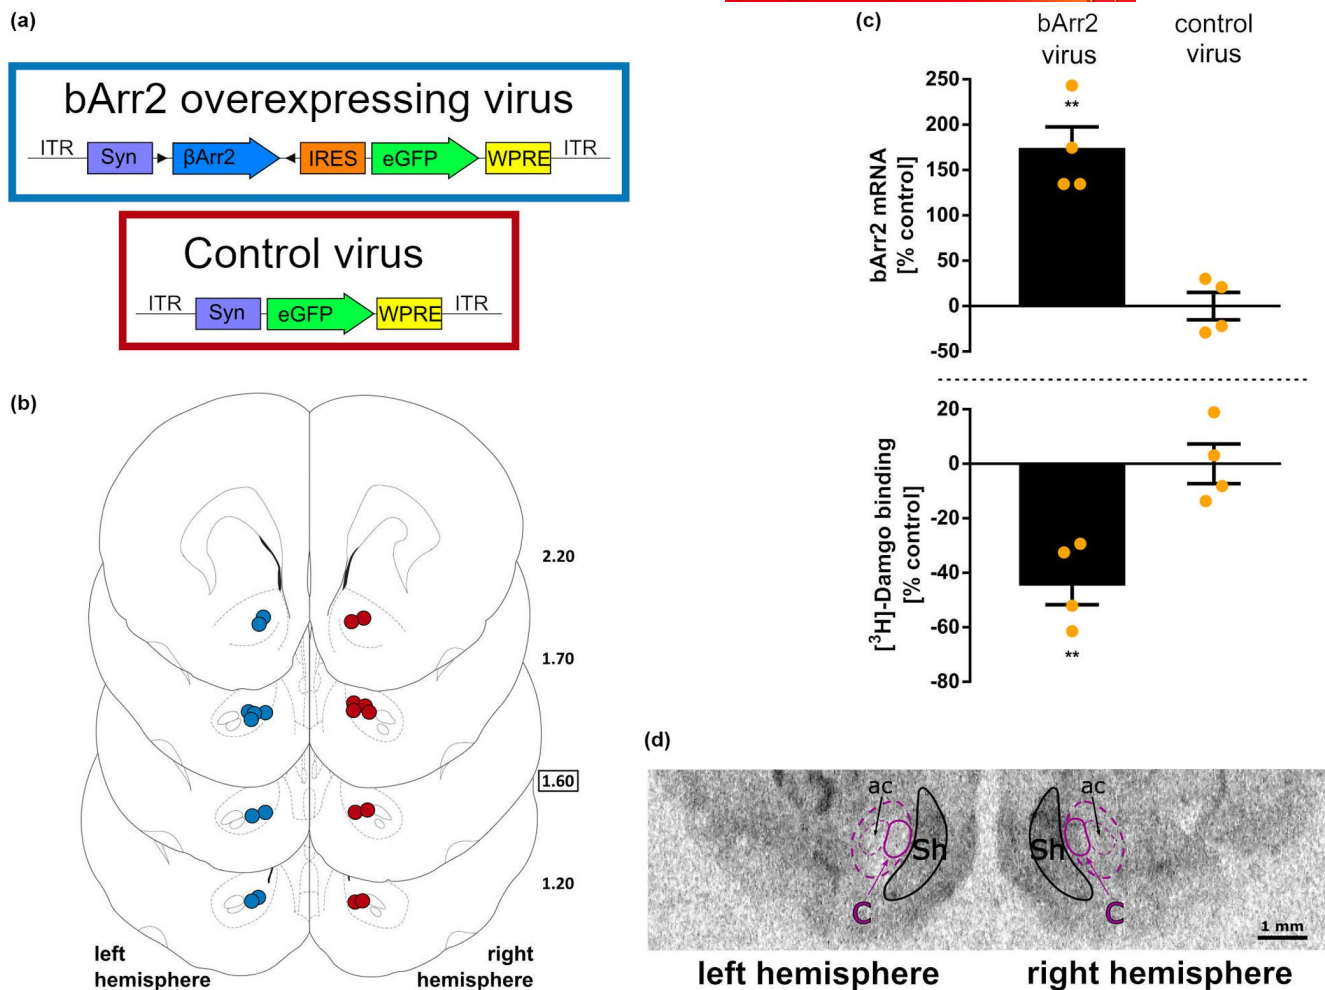 (a)
bArr2 overexpressing virus
ITR Syn βArr2 IRES eGFP WPRE ITR
Control virus
ITR Syn eGFP WPRE ITR
(b)
2.20
1.70
1.60
1.20
left
hemisphere
right
hemisphere
(c)
bArr2
virus
control
virus
bArr2 mRNA
[% control]
250
200
150
100
50
0
-50
**
[³H]-Damgo binding
[% control]
20
0
-20
-40
-60
-80
**
(d)
ac
Sh
C
ac
Sh
C
1 mm
left hemisphere
right hemisphere